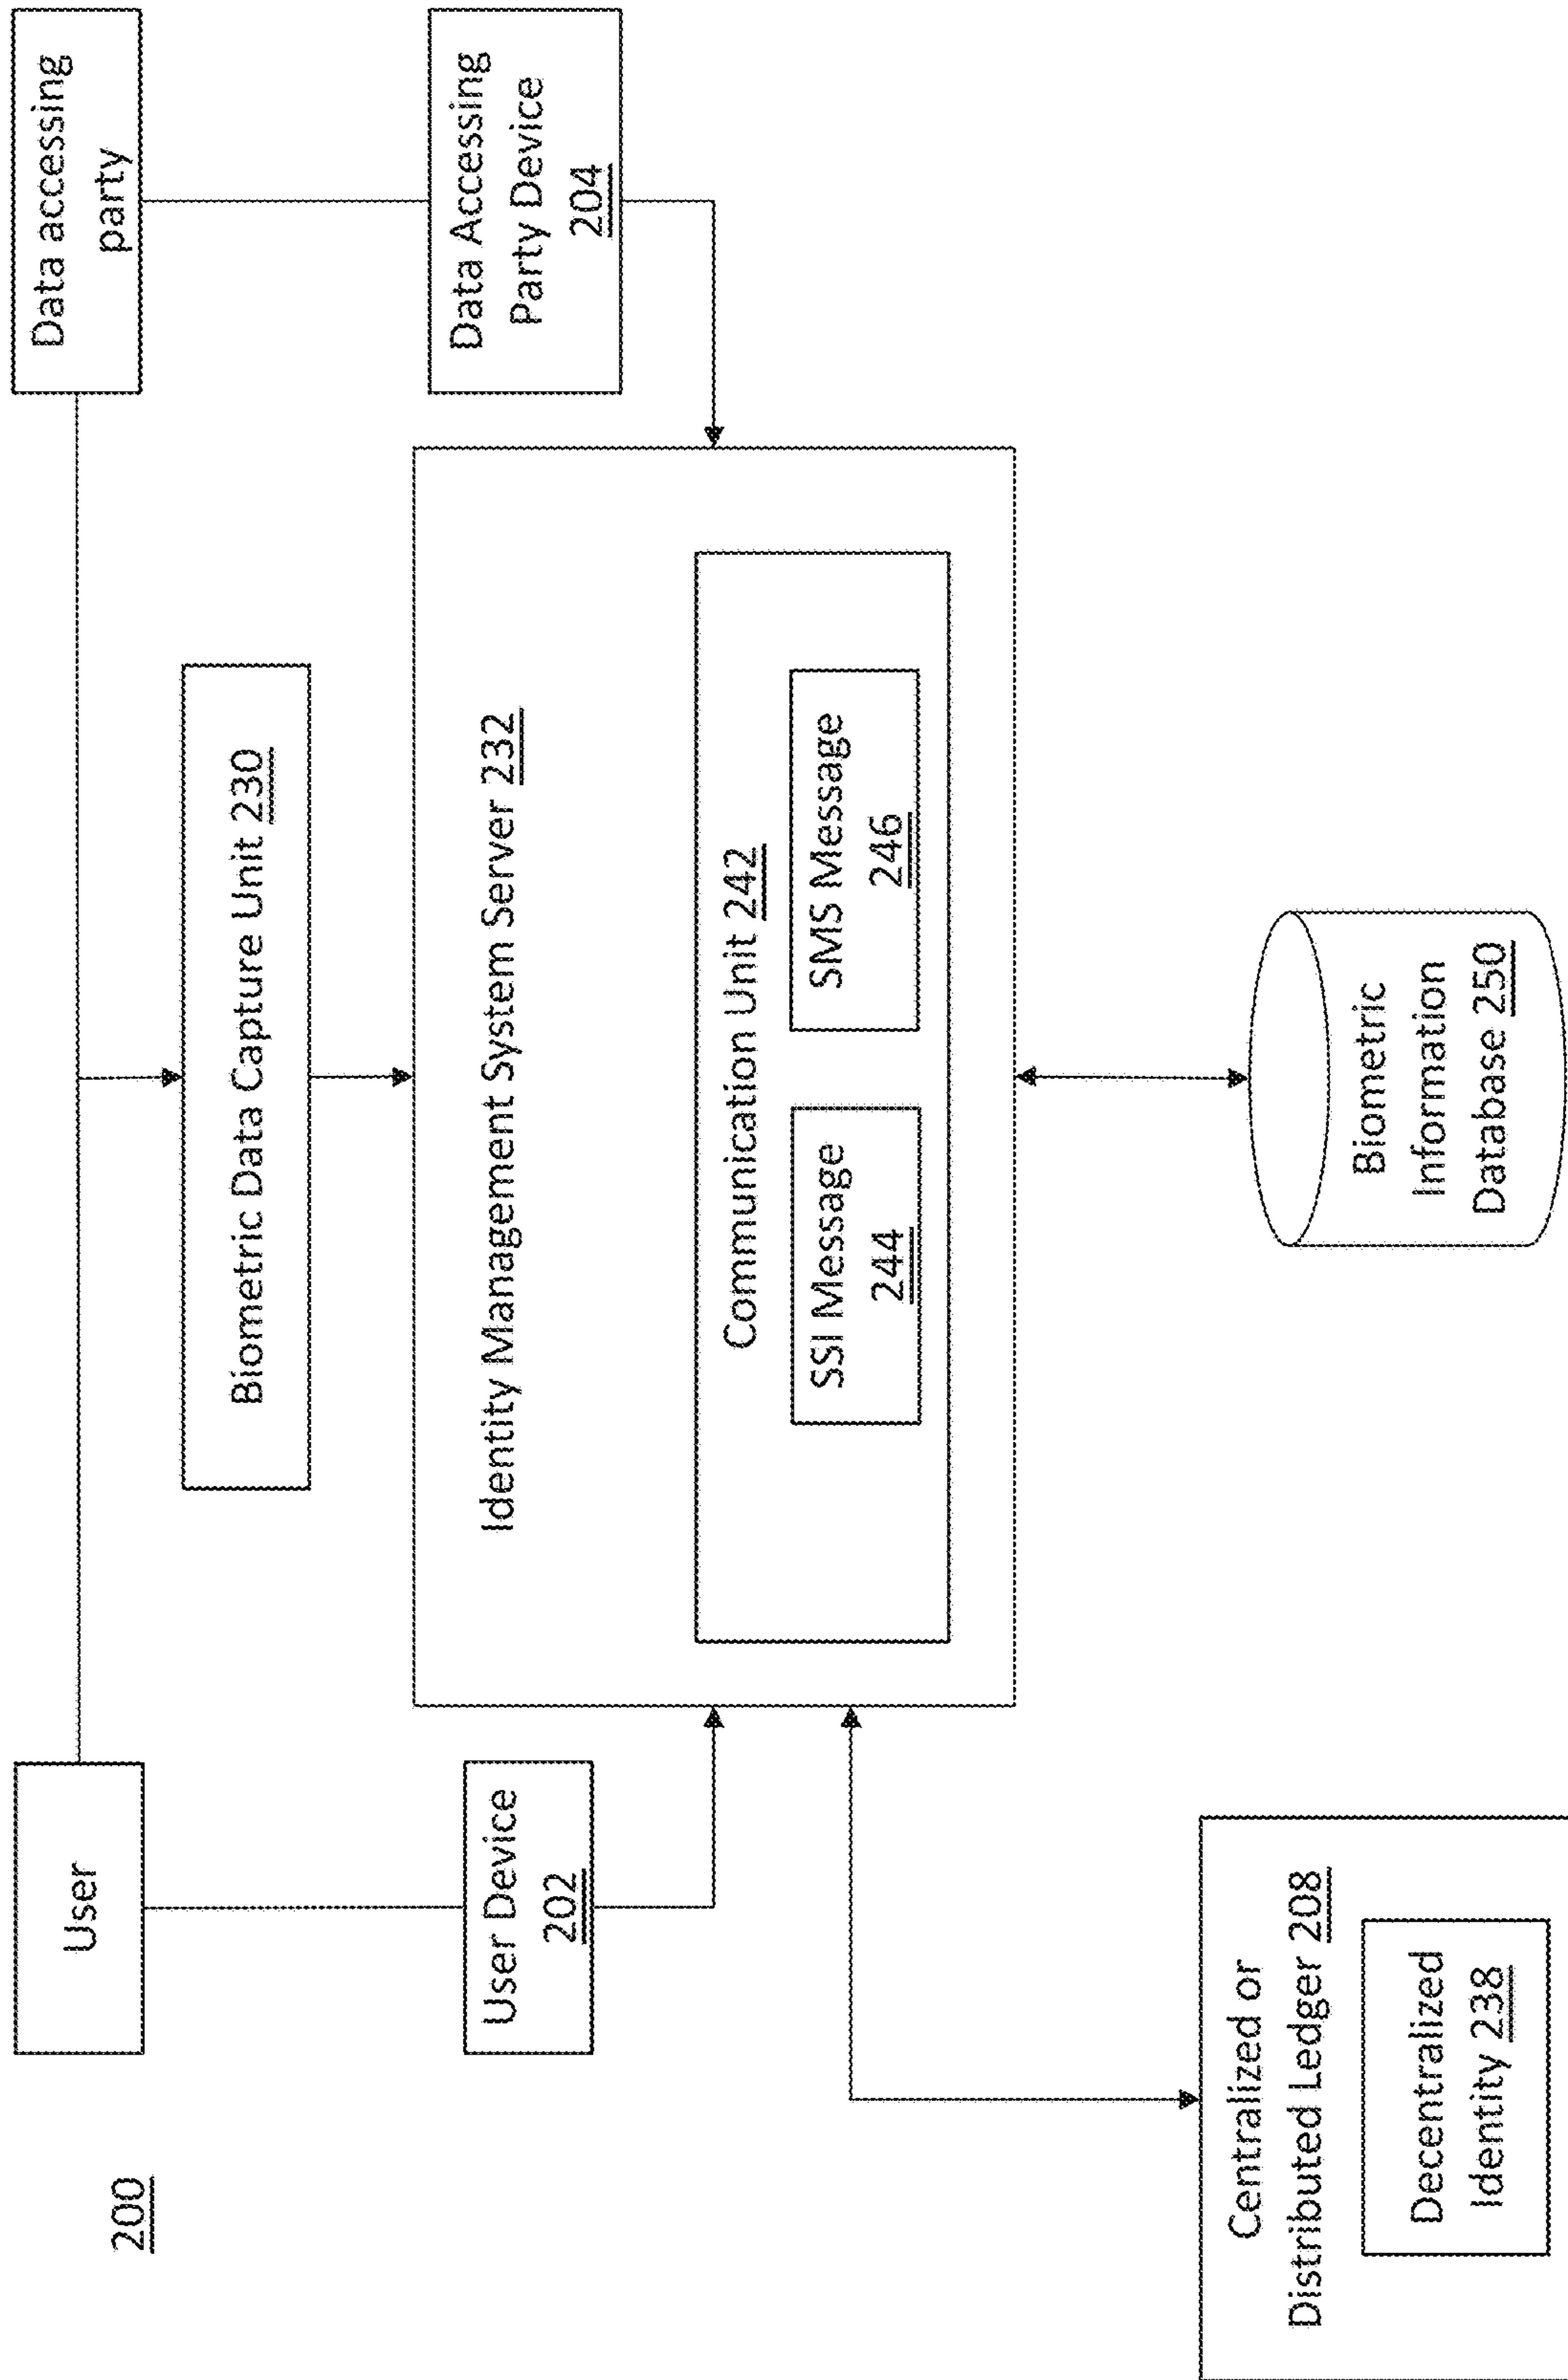 200
User
Data accessing
party
Biometric Data Capture Unit 230
User Device
202
Data Accessing
Party Device
204
Identity Management System Server 232
Communication Unit 242
SSI Message
244
SMS Message
246
Centralized or
Distributed Ledger 208
Decentralized
Identity 238
Biometric
Information
Database 250